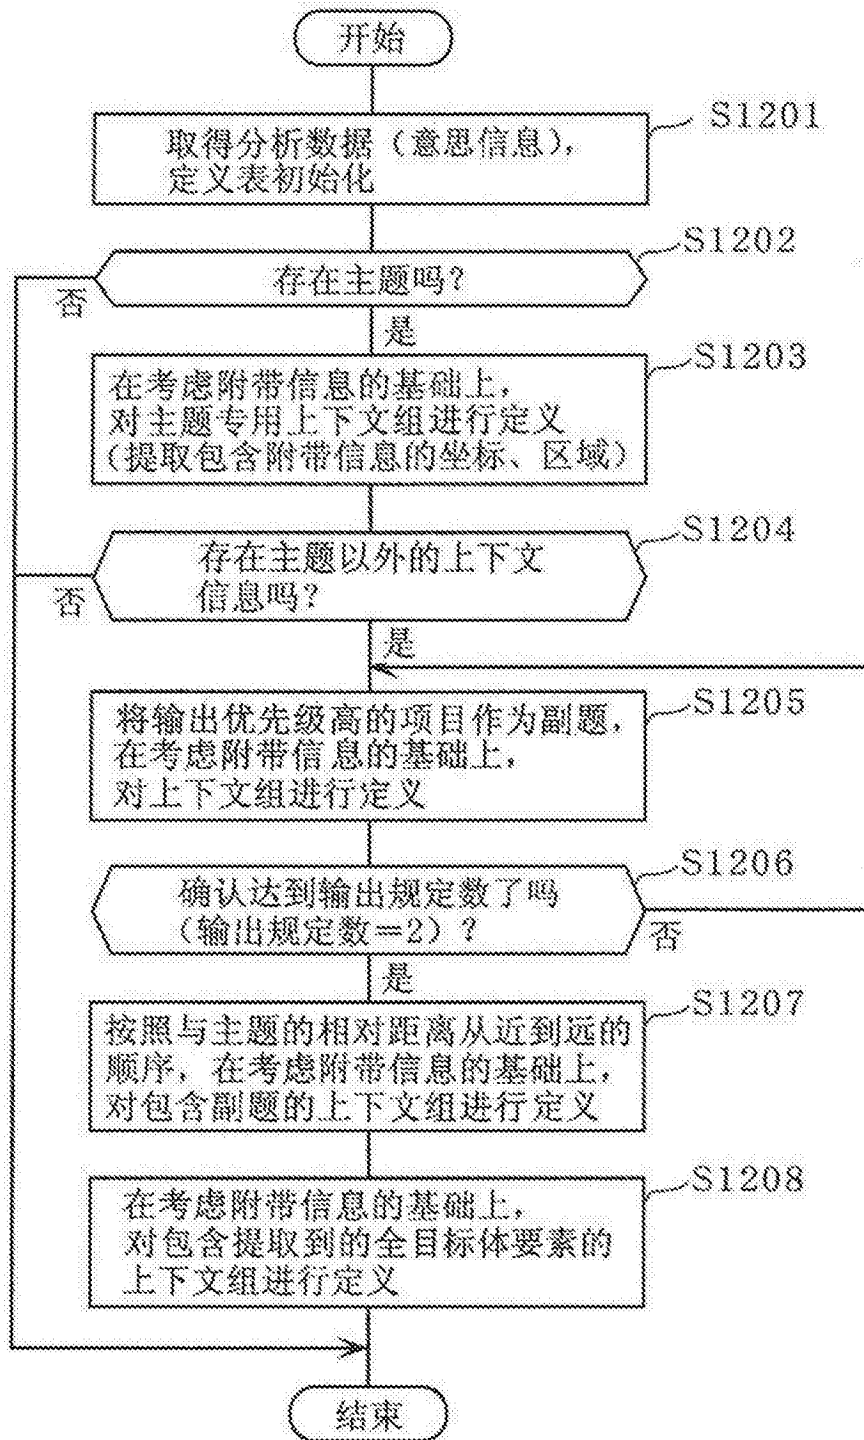 开始
S1201
取得分析数据（意思信息），
定义表初始化
S1202
存在主题吗？
否
是
S1203
在考虑附带信息的基础上，
对主题专用上下文组进行定义
（提取包含附带信息的坐标、区域）
S1204
存在主题以外的上下文
信息吗？
否
是
S1205
将输出优先级高的项目作为副题，
在考虑附带信息的基础上，
对上下文组进行定义
S1206
确认达到输出规定数了吗
（输出规定数＝2）？
否
是
S1207
按照与主题的相对距离从近到远的
顺序，在考虑附带信息的基础上，
对包含副题的上下文组进行定义
S1208
在考虑附带信息的基础上，
对包含提取到的全目标体要素的
上下文组进行定义
结束